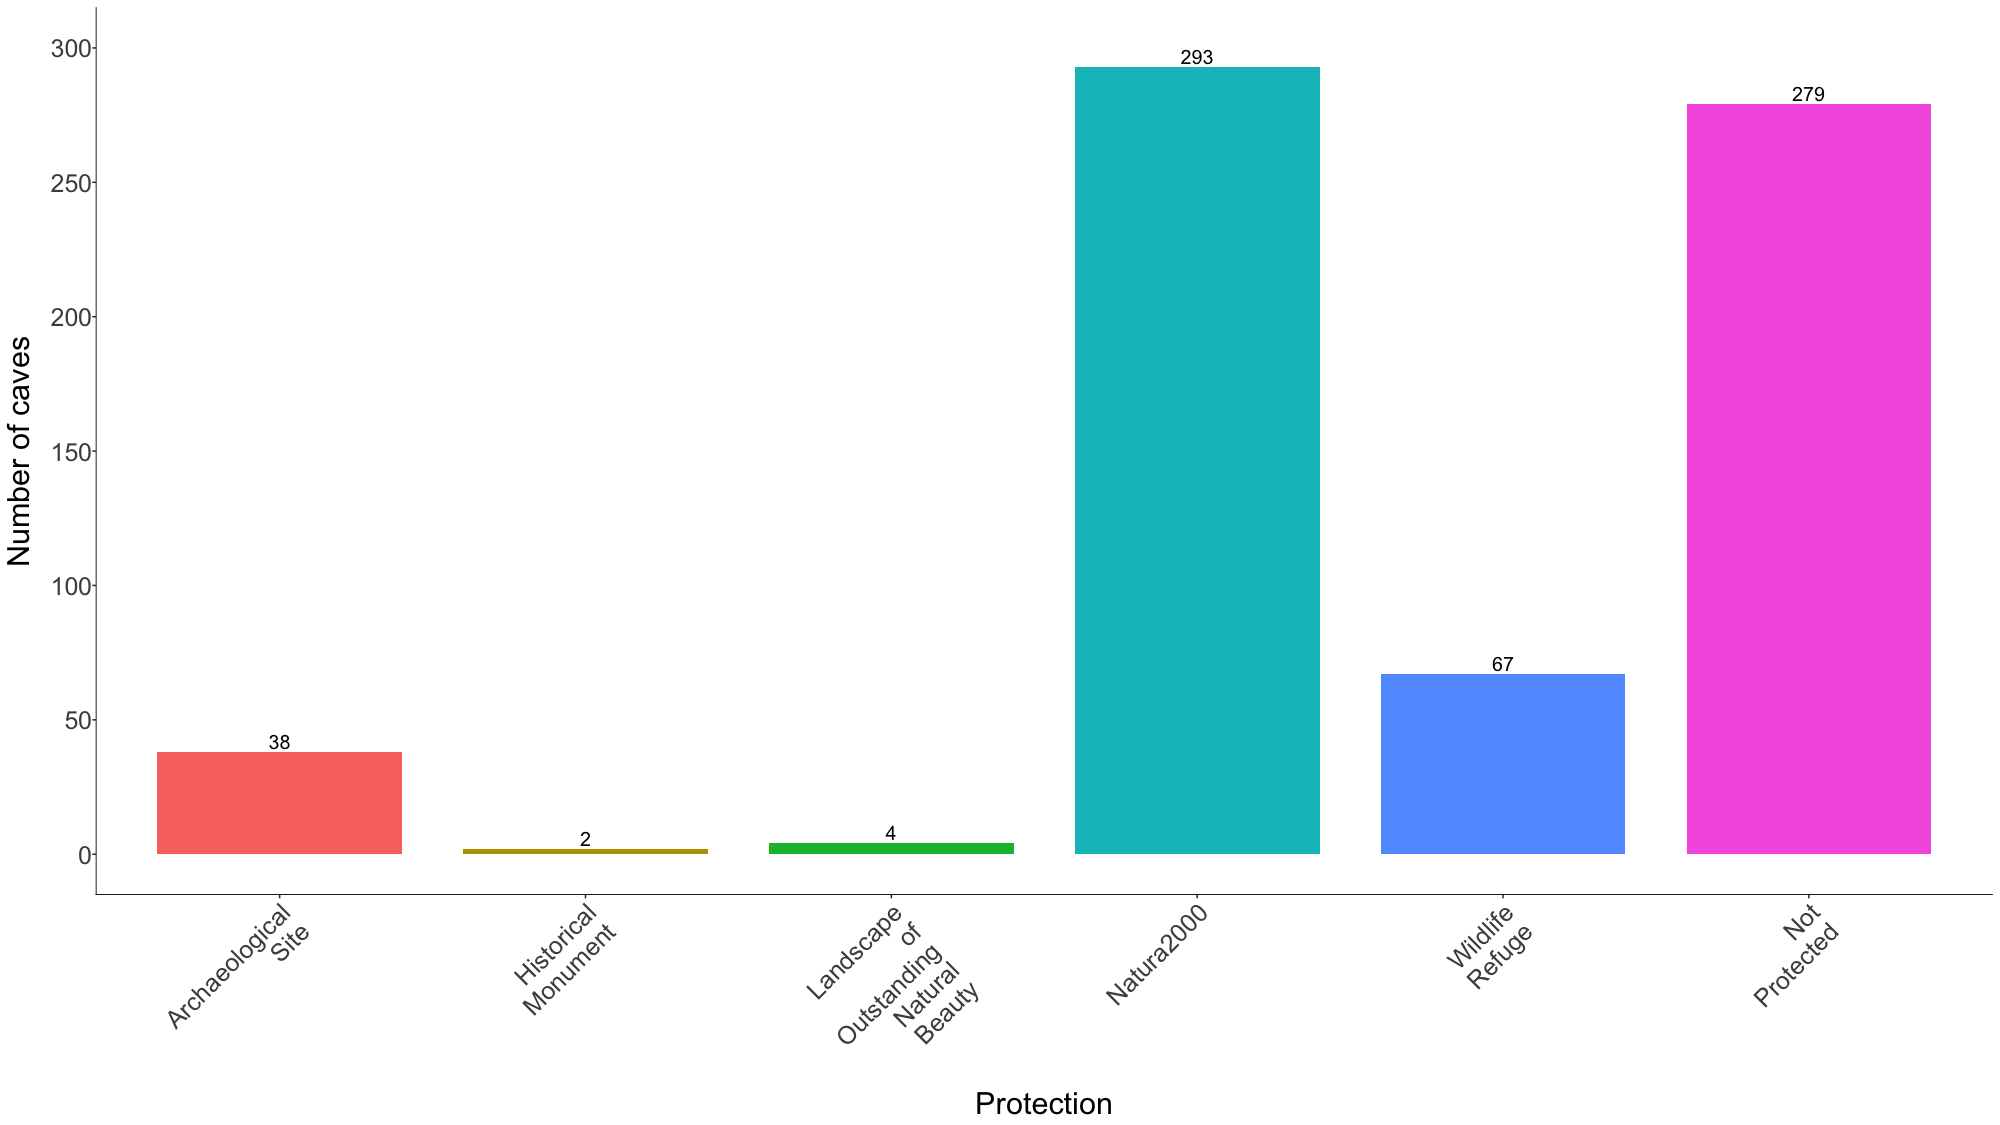 Number of caves
300
250
200
150
100
50
0
38
2
4
293
67
279
Archaeological
Site
Historical
Monument
Landscape
of
Outstanding
Natural
Beauty
Natura2000
Wildlife
Refuge
Not
Protected
Protection